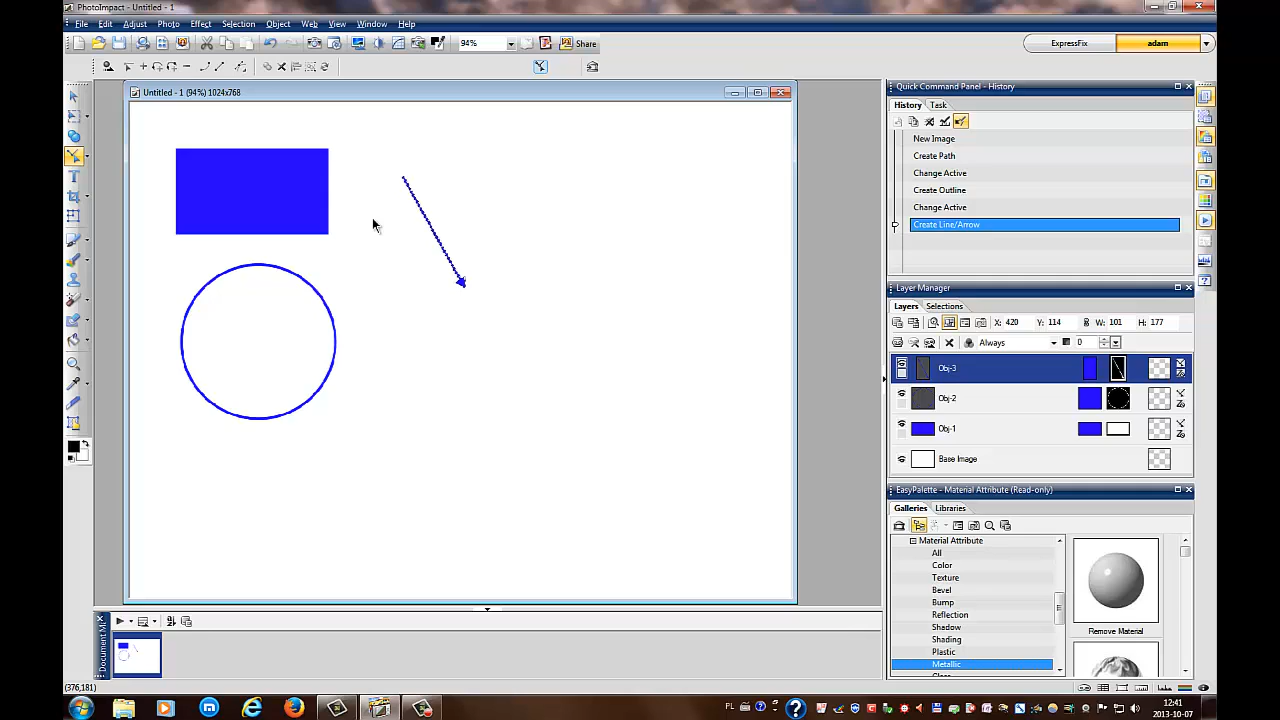 PhotoImpact - Untitled - 1
File Edit Adjust Photo Effect Selection Object Web View Window Help
94% Share ExpressFix adam
Untitled - 1 (94%) 1024x768
Quick Command Panel - History
History Task
New Image
Create Path
Change Active
Create Outline
Change Active
Create Line/Arrow
Layer Manager
Layers Selections
X: 420 Y: 114 W: 101 H: 177
Always 0
Obj-3
Obj-2
Obj-1
Base Image
EasyPalette - Material Attribute (Read-only)
Galleries Libraries
Material Attribute
All
Color
Texture
Bevel
Bump
Reflection
Shadow
Shading
Plastic
Metallic
Remove Material
(376,181)
PL
12:41
2013-10-07